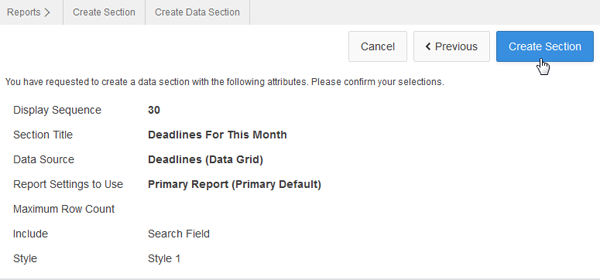 Reports Create Section Create Data Section
Cancel Previous Create Section
You have requested to create a data section with the following attributes. Please confirm your selections.
Display Sequence 30
Section Title Deadlines For This Month
Data Source Deadlines (Data Grid)
Report Settings to Use Primary Report (Primary Default)
Maximum Row Count
Include Search Field
Style Style 1